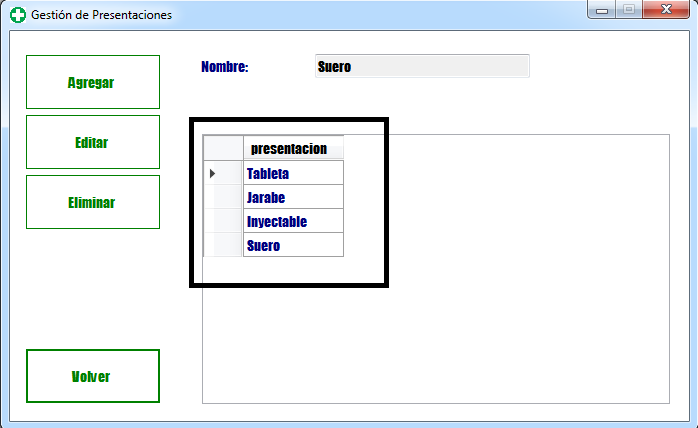 Gestión de Presentaciones
Agregar
Editar
Eliminar
Volver
Nombre: Suero
presentacion
Tableta
Jarabe
Inyectable
Suero